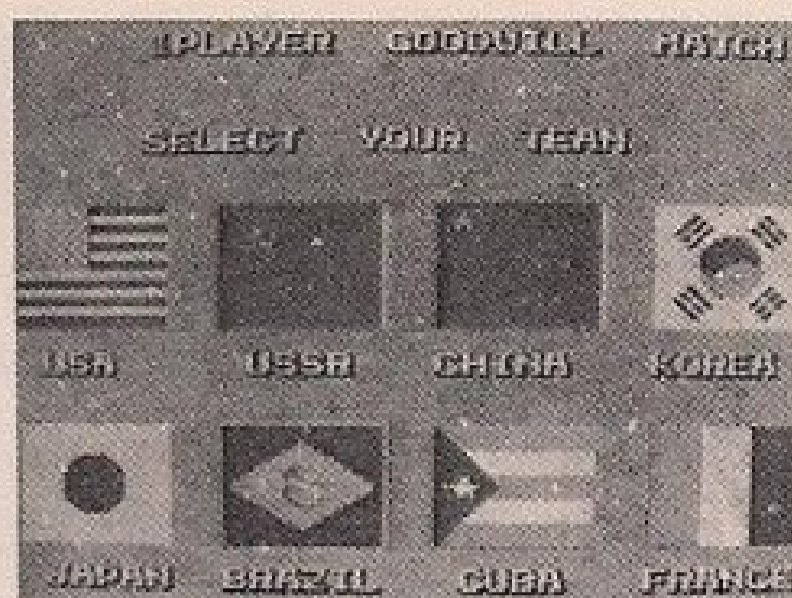 1PLAYER GOODWILL MATCH
SELECT YOUR TEAM
USA USSR CHINA KOREA
JAPAN BRAZIL CUBA FRANCE